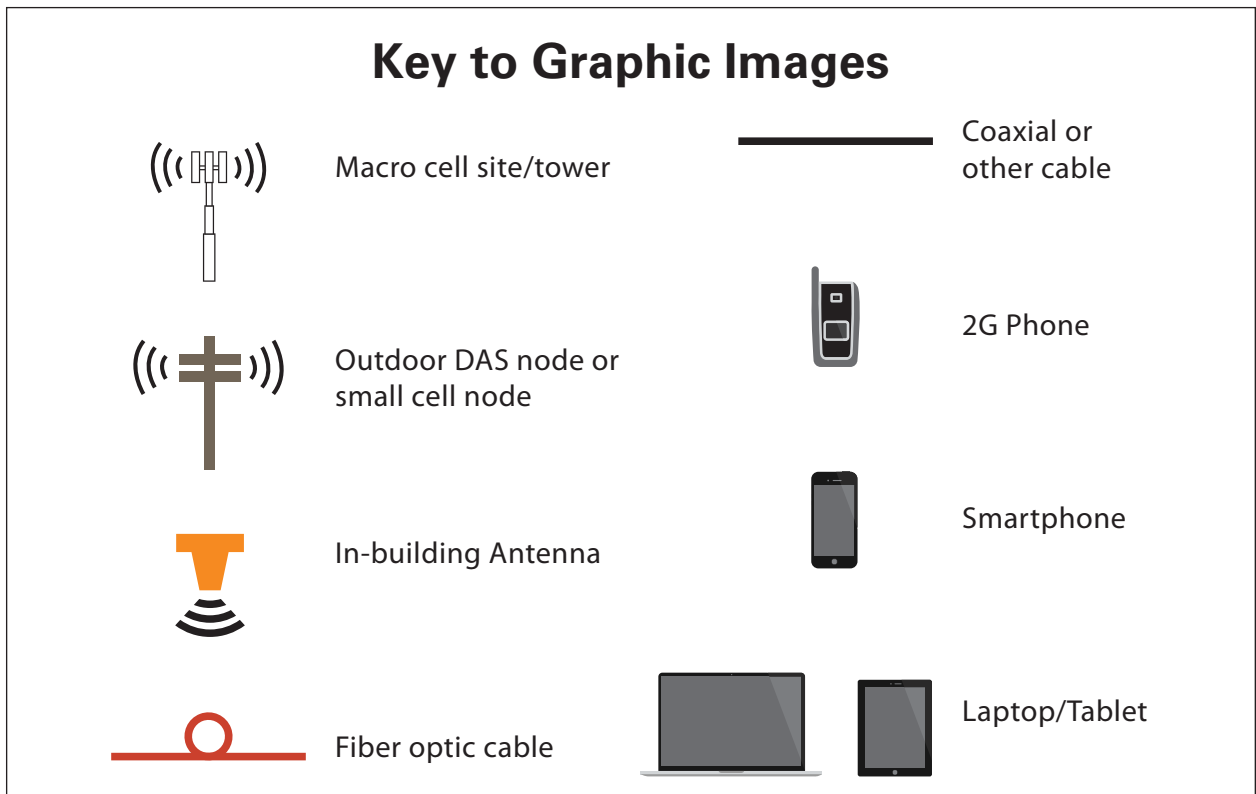 Key to Graphic Images
Macro cell site/tower
Outdoor DAS node or
small cell node
In-building Antenna
Fiber optic cable
Coaxial or
other cable
2G Phone
Smartphone
Laptop/Tablet